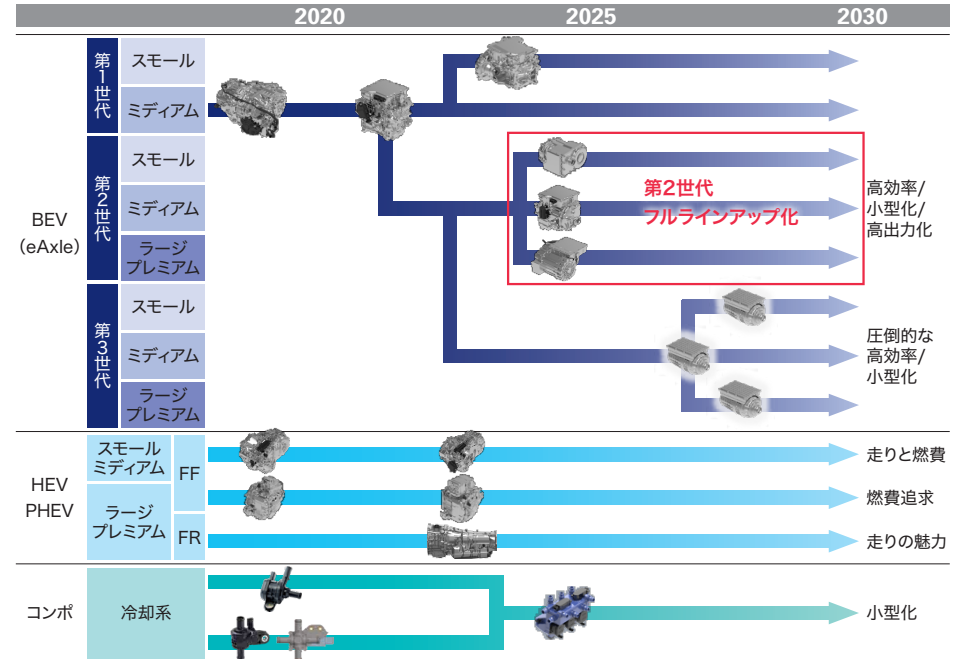 2020 2025 2030
BEV
（eAxle）
第1世代
スモール
ミディアム
第2世代
スモール
ミディアム
ラージ
プレミアム
第2世代
フルラインアップ化
高効率/
小型化/
高出力化
第3世代
スモール
ミディアム
ラージ
プレミアム
圧倒的な
高効率/
小型化
HEV
PHEV
スモール
ミディアム
ラージ
プレミアム
FF
FR
走りと燃費
燃費追求
走りの魅力
コンポ
冷却系
小型化